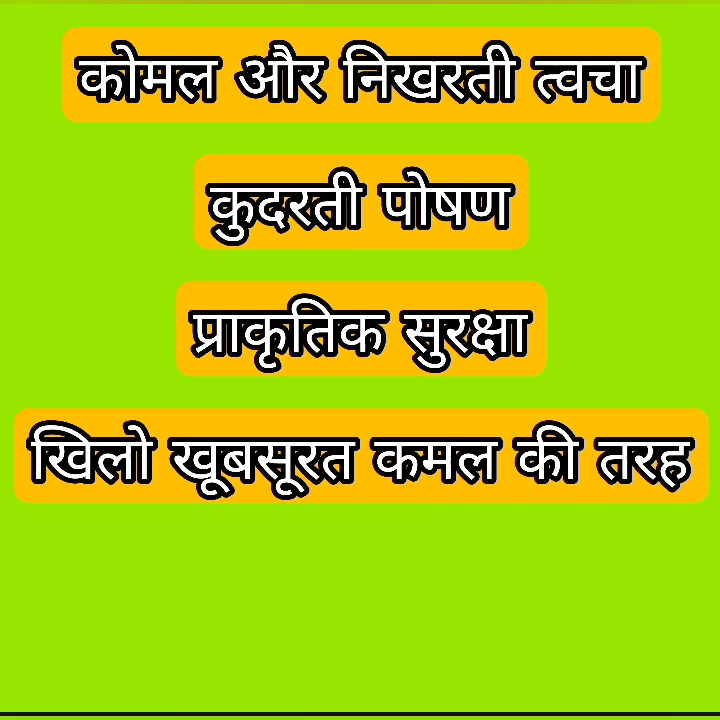 कोमल और निखरती त्वचा
कुदरती पोषण
प्राकृतिक सुरक्षा
खिलो खूबसूरत कमल की तरह